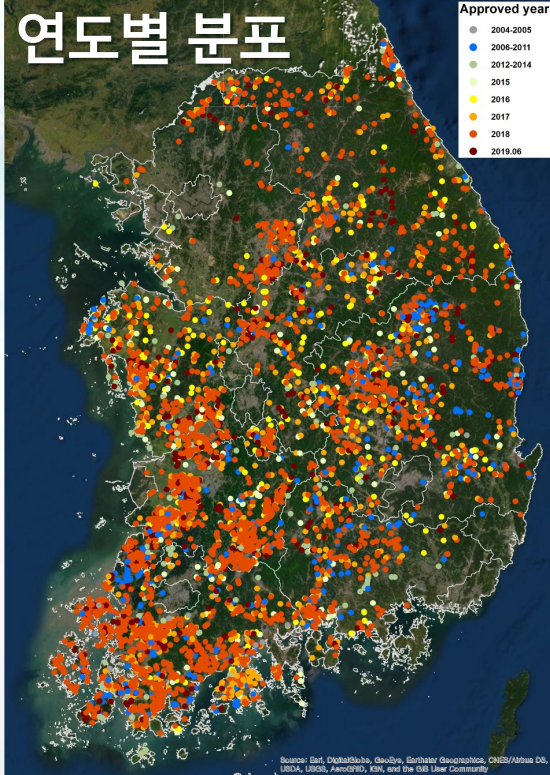 연도별 분포
Approved year
2004-2005
2006-2011
2012-2014
2015
2016
2017
2018
2019.06
Source: Esri, DigitalGlobe, GeoEye, Earthstar Geographics, CNES/Airbus DS,
USDA, USGS, AeroGRID, IGN, and the GIS User Community